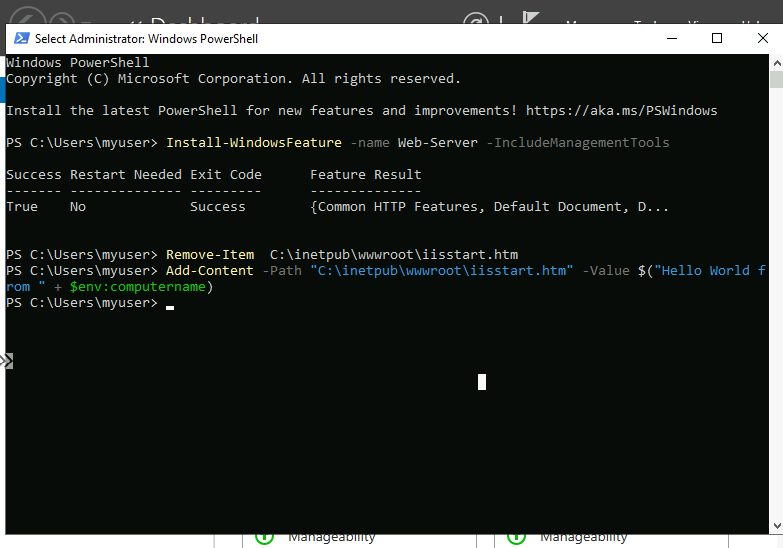 Dashboard
Select Administrator: Windows PowerShell
Windows PowerShell
Copyright (C) Microsoft Corporation. All rights reserved.
Install the latest PowerShell for new features and improvements! https://aka.ms/PSWindows
PS C:\Users\myuser> Install-WindowsFeature -name Web-Server -IncludeManagementTools
Success Restart Needed Exit Code      Feature Result
------- -------------- ---------      --------------
True    No             Success        {Common HTTP Features, Default Document, D...
PS C:\Users\myuser> Remove-Item  C:\inetpub\wwwroot\iisstart.htm
PS C:\Users\myuser> Add-Content -Path "C:\inetpub\wwwroot\iisstart.htm" -Value $("Hello World f
rom " + $env:computername)
PS C:\Users\myuser>
Manageability Manageability